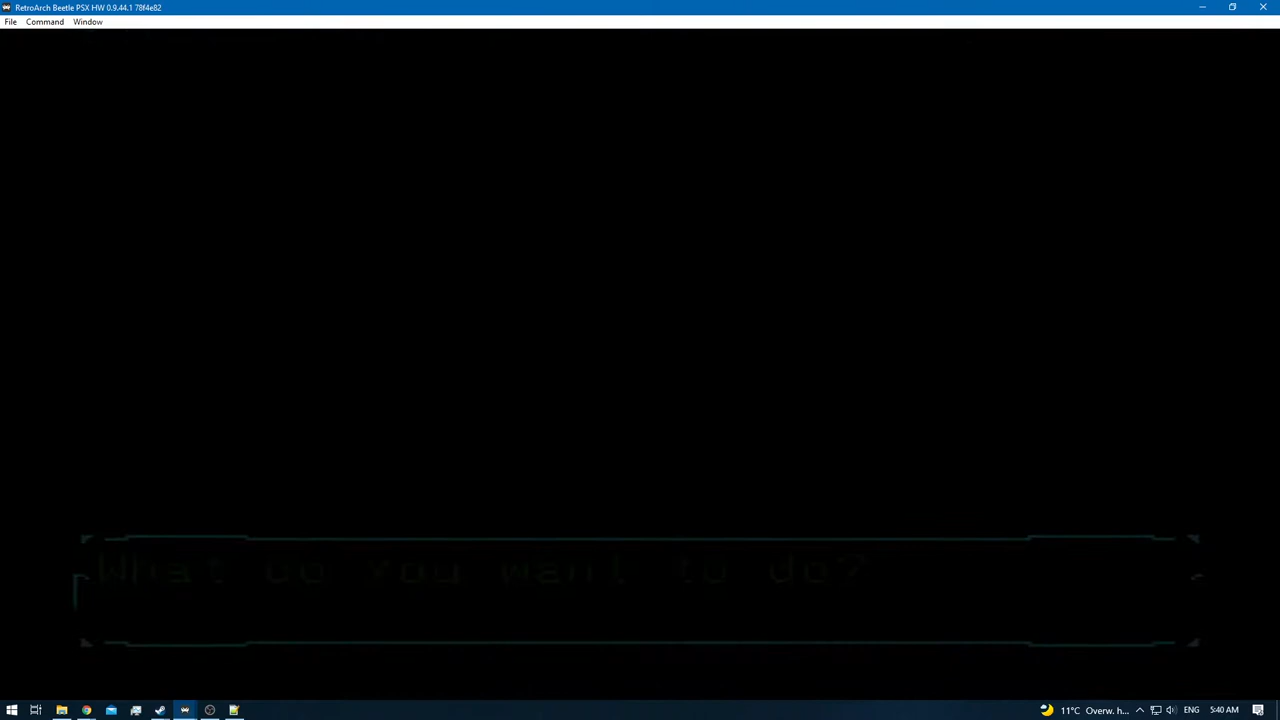 RetroArch Beetle PSX HW 0.9.44.1 78f4e82
File Command Window
What do you want to do?
11°C Overw. h... ENG 5:40 AM